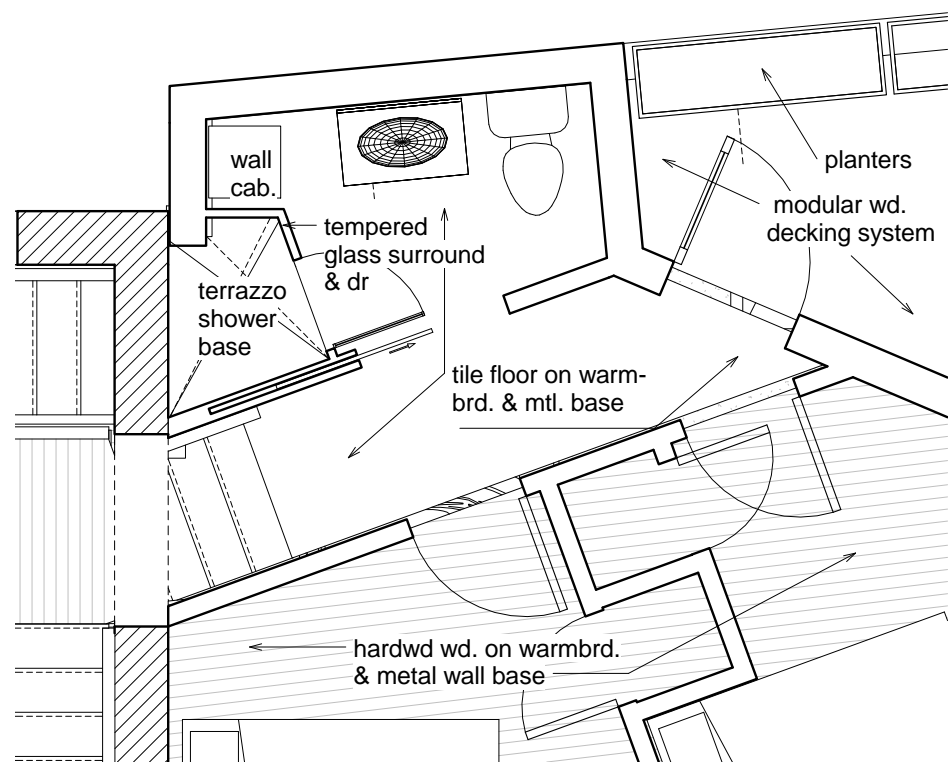 wall
cab.
planters
modular wd.
decking system
tempered
glass surround
& dr
terrazzo
shower
base
tile floor on warm-
brd. & mtl. base
hardwd wd. on warmbrd.
& metal wall base